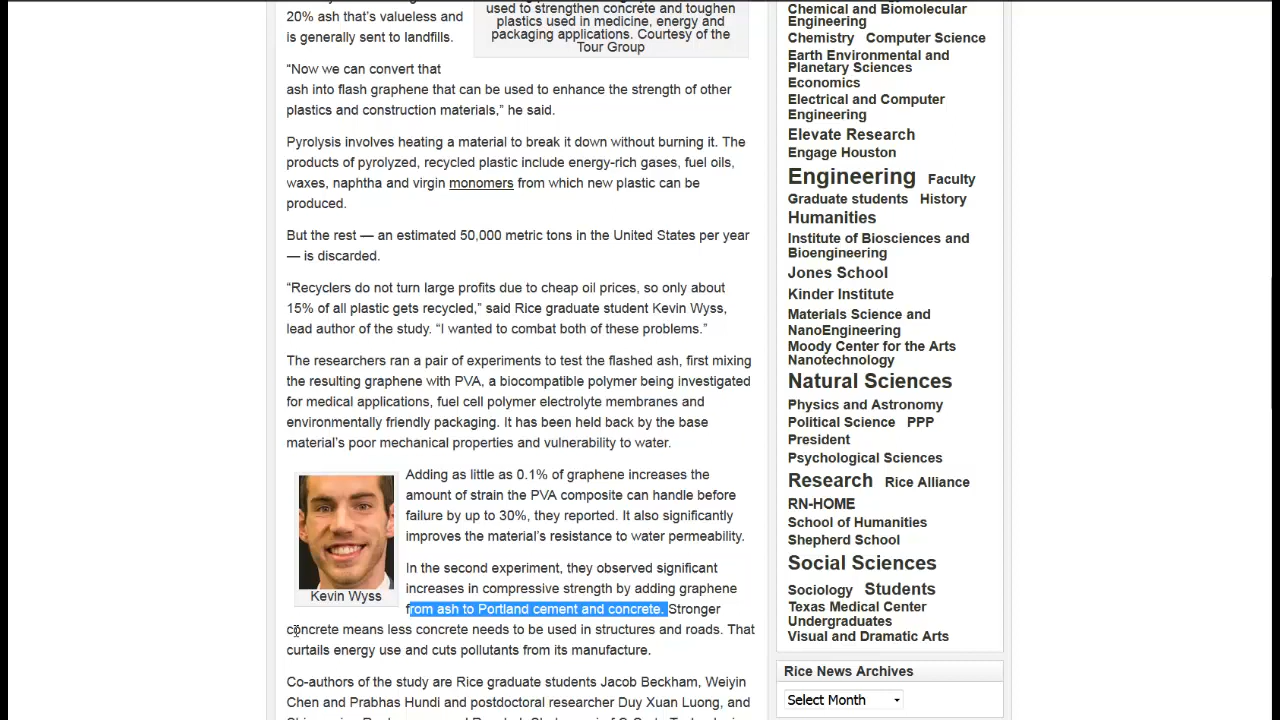 20% ash that's valueless and
is generally sent to landfills.
used to strengthen concrete and toughen
plastics used in medicine, energy and
packaging applications. Courtesy of the
Tour Group
“Now we can convert that
ash into flash graphene that can be used to enhance the strength of other
plastics and construction materials,” he said.
Pyrolysis involves heating a material to break it down without burning it. The
products of pyrolyzed, recycled plastic include energy-rich gases, fuel oils,
waxes, naphtha and virgin monomers from which new plastic can be
produced.
But the rest — an estimated 50,000 metric tons in the United States per year
— is discarded.
“Recyclers do not turn large profits due to cheap oil prices, so only about
15% of all plastic gets recycled,” said Rice graduate student Kevin Wyss,
lead author of the study. “I wanted to combat both of these problems.”
The researchers ran a pair of experiments to test the flashed ash, first mixing
the resulting graphene with PVA, a biocompatible polymer being investigated
for medical applications, fuel cell polymer electrolyte membranes and
environmentally friendly packaging. It has been held back by the base
material’s poor mechanical properties and vulnerability to water.
Kevin Wyss
Adding as little as 0.1% of graphene increases the
amount of strain the PVA composite can handle before
failure by up to 30%, they reported. It also significantly
improves the material’s resistance to water permeability.
In the second experiment, they observed significant
increases in compressive strength by adding graphene
from ash to Portland cement and concrete. Stronger
concrete means less concrete needs to be used in structures and roads. That
curtails energy use and cuts pollutants from its manufacture.
Co-authors of the study are Rice graduate students Jacob Beckham, Weiyin
Chen and Prabhas Hundi and postdoctoral researcher Duy Xuan Luong, and
Chemical and Biomolecular
Engineering
Chemistry Computer Science
Earth Environmental and
Planetary Sciences
Economics
Electrical and Computer
Engineering
Elevate Research
Engage Houston
Engineering Faculty
Graduate students History
Humanities
Institute of Biosciences and
Bioengineering
Jones School
Kinder Institute
Materials Science and
NanoEngineering
Moody Center for the Arts
Nanotechnology
Natural Sciences
Physics and Astronomy
Political Science PPP
President
Psychological Sciences
Research Rice Alliance
RN-HOME
School of Humanities
Shepherd School
Social Sciences
Sociology Students
Texas Medical Center
Undergraduates
Visual and Dramatic Arts
Rice News Archives
Select Month